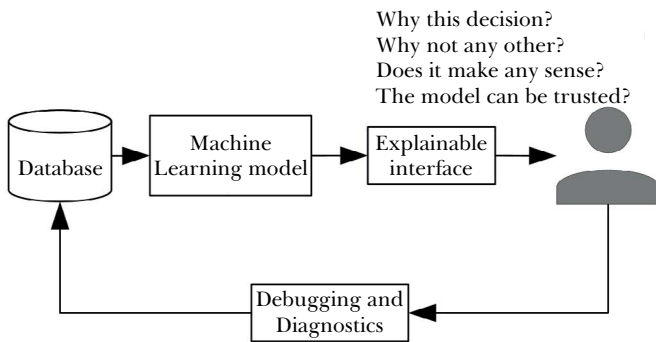 Why this decision?
Why not any other?
Does it make any sense?
The model can be trusted?
Database
Machine
Learning model
Explainable
interface
Debugging and
Diagnostics